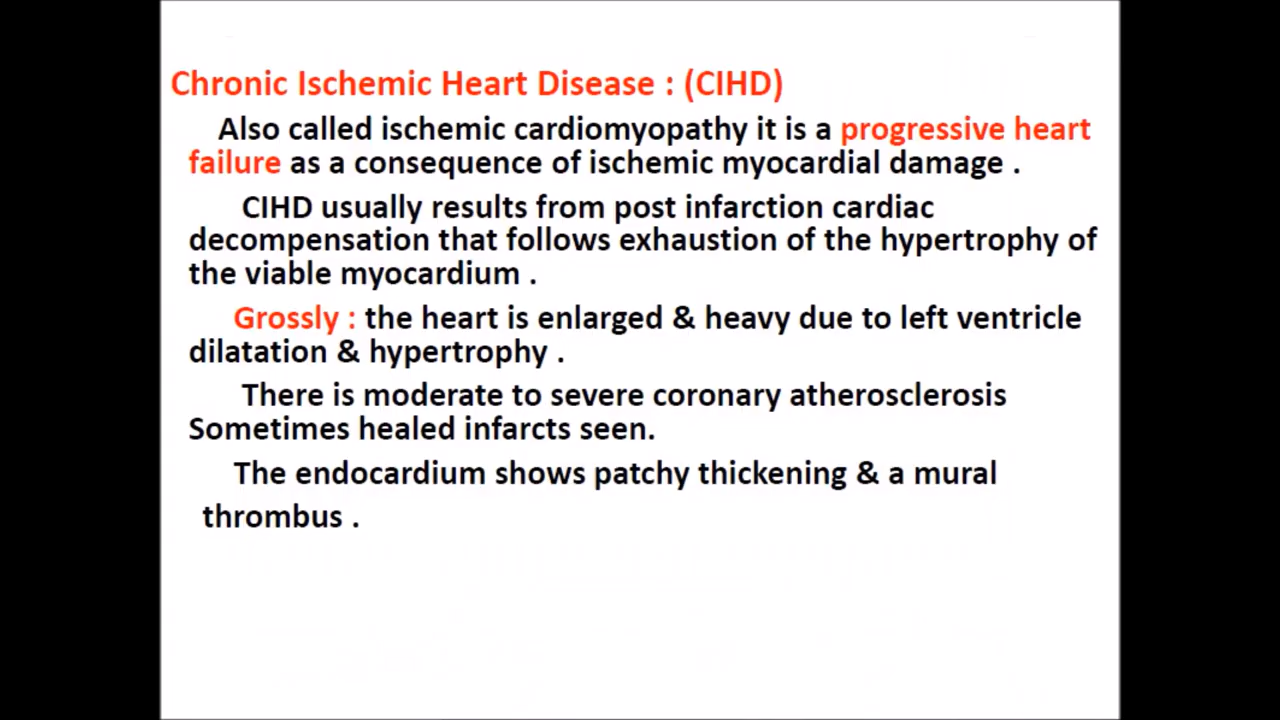 Chronic Ischemic Heart Disease : (CIHD)
Also called ischemic cardiomyopathy it is a progressive heart
failure as a consequence of ischemic myocardial damage .
CIHD usually results from post infarction cardiac
decompensation that follows exhaustion of the hypertrophy of
the viable myocardium .
Grossly : the heart is enlarged & heavy due to left ventricle
dilatation & hypertrophy .
There is moderate to severe coronary atherosclerosis
Sometimes healed infarcts seen.
The endocardium shows patchy thickening & a mural
thrombus .